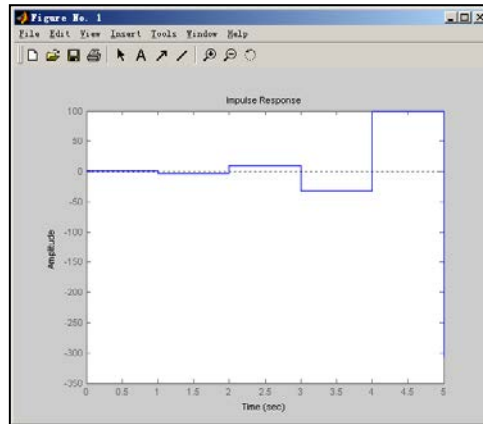 Figure No. 1
File Edit View Insert Tools Window Help
A
Impulse Response
100
50
0
-50
-100
-150
-200
-250
-300
-350
Amplitude
0 0.5 1 1.5 2 2.5 3 3.5 4 4.5 5
Time (sec)